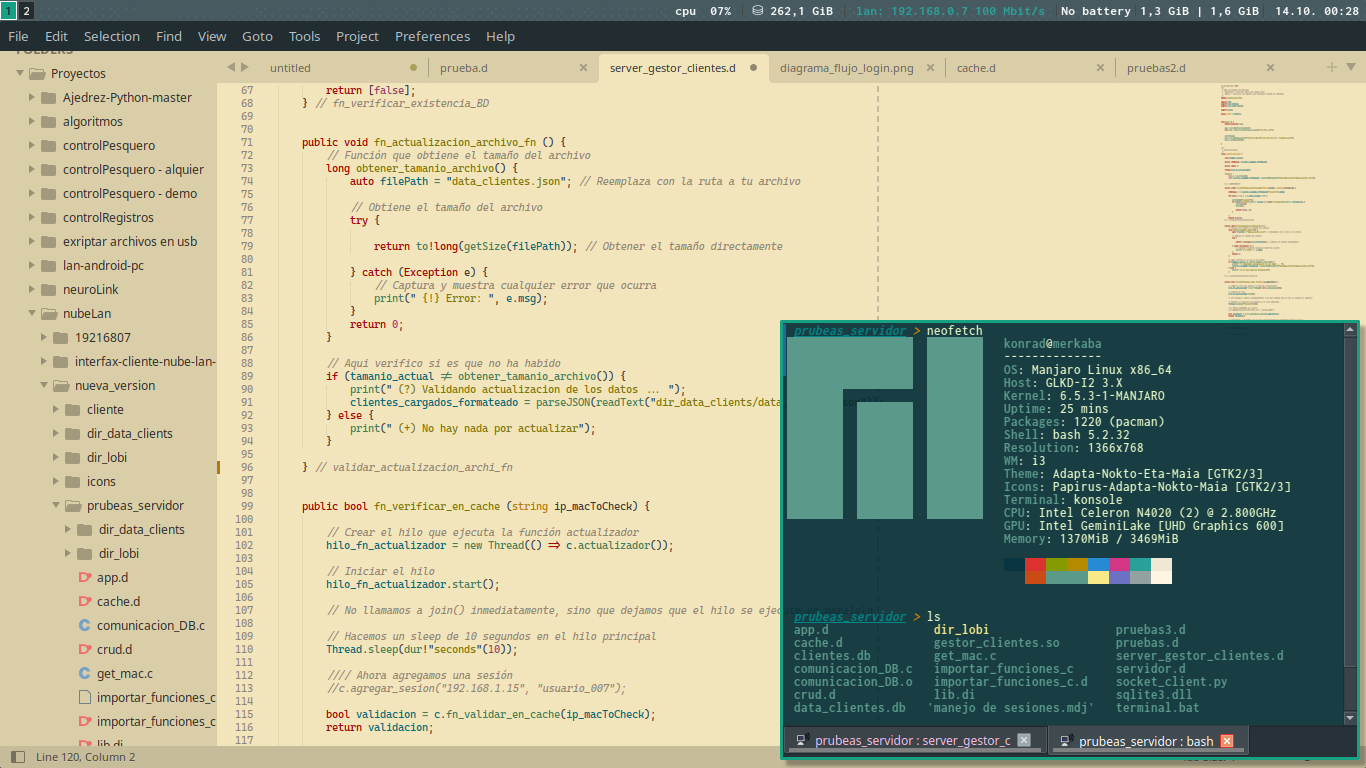 1 2 cpu 07% 262,1 GiB lan: 192.168.0.7 100 Mbit/s No battery 1,3 GiB | 1,6 GiB 14.10. 00:28
File Edit Selection Find View Goto Tools Project Preferences Help
FOLDERS
Proyectos
Ajedrez-Python-master
algoritmos
controlPesquero
controlPesquero - alquier
controlPesquero - demo
controlRegistros
exriptar archivos en usb
lan-android-pc
neuroLink
nubeLan
19216807
interfax-cliente-nube-lan-
nueva_version
cliente
dir_data_clients
dir_lobi
icons
prubeas_servidor
dir_data_clients
dir_lobi
app.d
cache.d
comunicacion_DB.c
crud.d
get_mac.c
importar_funciones_c
importar_funciones_c
lib.di
untitled prueba.d server_gestor_clientes.d diagrama_flujo_login.png cache.d pruebas2.d
67 return [false];
68 } // fn_verificar_existencia_BD
69
70
71 public void fn_actualizacion_archivo_fn () {
72 // Función que obtiene el tamaño del archivo
73 long obtener_tamanio_archivo() {
74 auto filePath = "data_clientes.json"; // Reemplaza con la ruta a tu archivo
75
76 // Obtiene el tamaño del archivo
77 try {
78
79 return to!long(getSize(filePath)); // Obtener el tamaño directamente
80
81 } catch (Exception e) {
82 // Captura y muestra cualquier error que ocurra
83 print(" {!} Error: ", e.msg);
84 }
85 return 0;
86 }
87
88 // Aqui verifico si es que no ha habido
89 if (tamanio_actual ≠ obtener_tamanio_archivo()) {
90 print(" (?) Validando actualizacion de los datos ... ");
91 clientes_cargados_formateado = parseJSON(readText("dir_data_clients/data_
92 } else {
93 print(" (+) No hay nada por actualizar");
94 }
95
96 } // validar_actualizacion_archi_fn
97
98
99 public bool fn_verificar_en_cache (string ip_macToCheck) {
100
101 // Crear el hilo que ejecuta la función actualizador
102 hilo_fn_actualizador = new Thread(() ⇒ c.actualizador());
103
104 // Iniciar el hilo
105 hilo_fn_actualizador.start();
106
107 // No llamamos a join() inmediatamente, sino que dejamos que el hilo se ejecu
108
109 // Hacemos un sleep de 10 segundos en el hilo principal
110 Thread.sleep(dur!"seconds"(10));
111
112 //// Ahora agregamos una sesión
113 //c.agregar_sesion("192.168.1.15", "usuario_007");
114
115 bool validacion = c.fn_validar_en_cache(ip_macToCheck);
116 return validacion;
117
prubeas_servidor > neofetch
konrad@merkaba
--------------
OS: Manjaro Linux x86_64
Host: GLKD-I2 3.X
Kernel: 6.5.3-1-MANJARO
Uptime: 25 mins
Packages: 1220 (pacman)
Shell: bash 5.2.32
Resolution: 1366x768
WM: i3
Theme: Adapta-Nokto-Eta-Maia [GTK2/3]
Icons: Papirus-Adapta-Nokto-Maia [GTK2/3]
Terminal: konsole
CPU: Intel Celeron N4020 (2) @ 2.800GHz
GPU: Intel GeminiLake [UHD Graphics 600]
Memory: 1370MiB / 3469MiB
prubeas_servidor > ls
app.d dir_lobi pruebas3.d
cache.d gestor_clientes.so pruebas.d
clientes.db get_mac.c server_gestor_clientes.d
comunicacion_DB.c importar_funciones_c servidor.d
comunicacion_DB.o importar_funciones_c.d socket_client.py
crud.d lib.di sqlite3.dll
data_clientes.db 'manejo de sesiones.mdj' terminal.bat
prubeas_servidor : server_gestor_c prubeas_servidor : bash
Line 120, Column 2